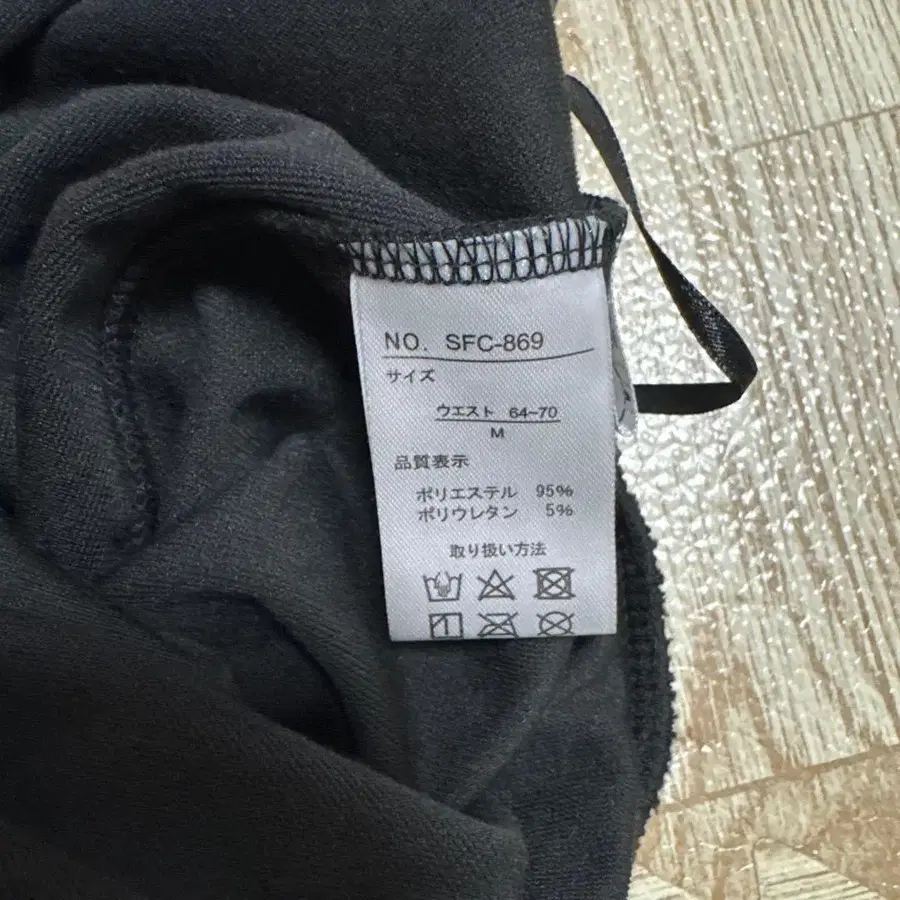 NO. SFC-869
サイズ
ウエスト 64~70
M
品質表示
ポリエステル 95%
ポリウレタン 5%
取り扱い方法